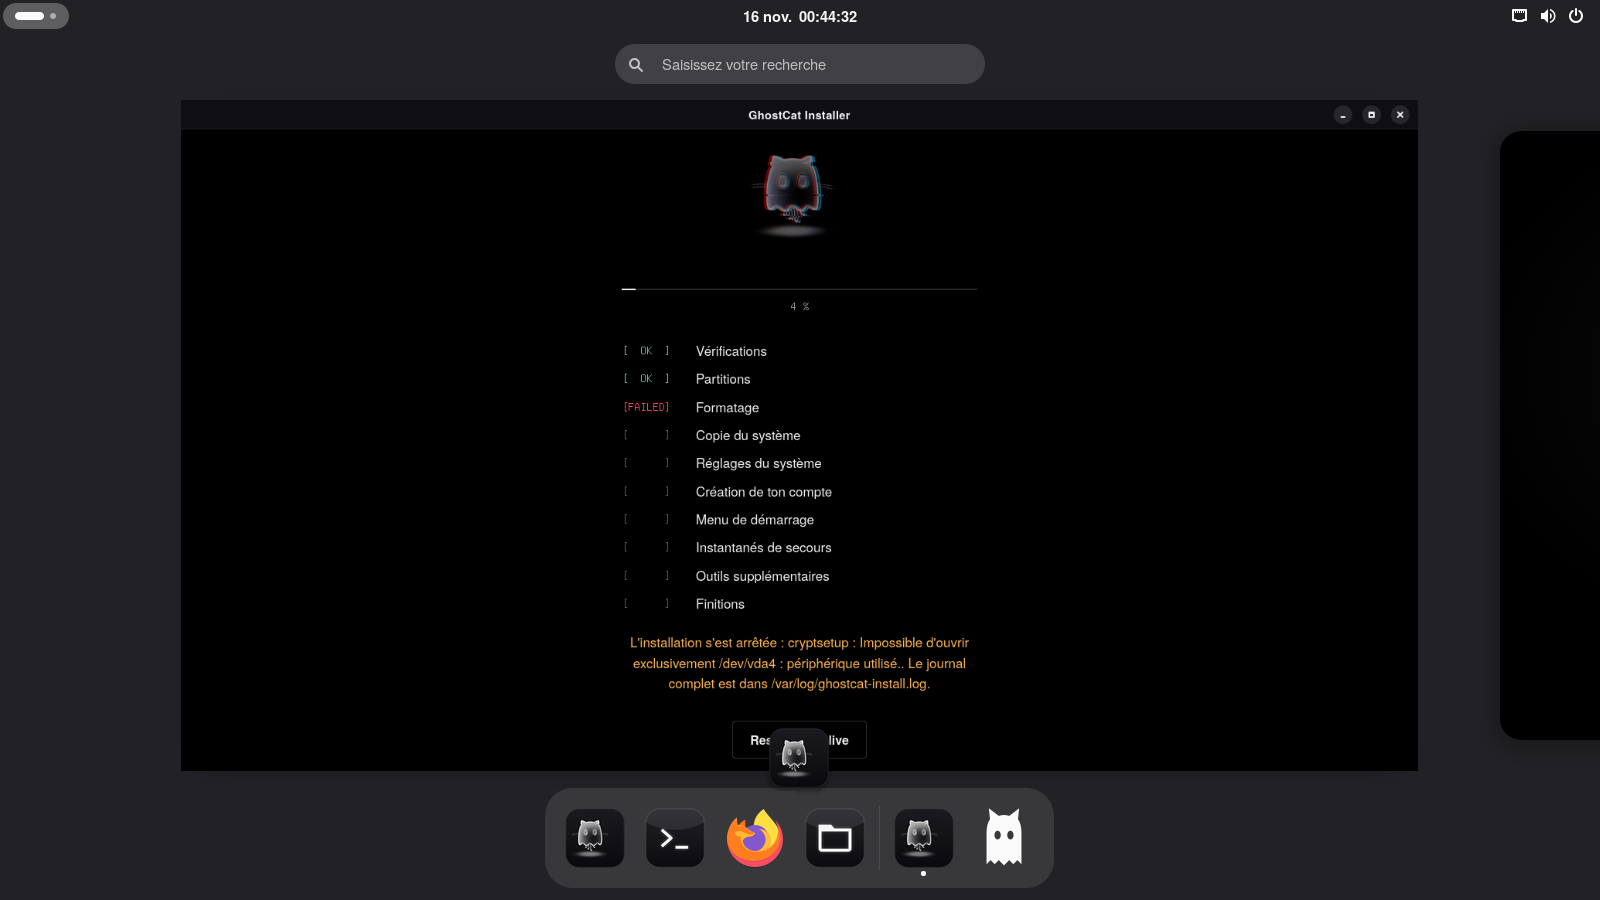 16 nov. 00:44:32
Saisissez votre recherche
GhostCat Installer
4 %
[ OK ] Vérifications
[ OK ] Partitions
[FAILED] Formatage
[ ] Copie du système
[ ] Réglages du système
[ ] Création de ton compte
[ ] Menu de démarrage
[ ] Instantanés de secours
[ ] Outils supplémentaires
[ ] Finitions
L'installation s'est arrêtée : cryptsetup : Impossible d'ouvrir
exclusivement /dev/vda4 : périphérique utilisé.. Le journal
complet est dans /var/log/ghostcat-install.log.
live